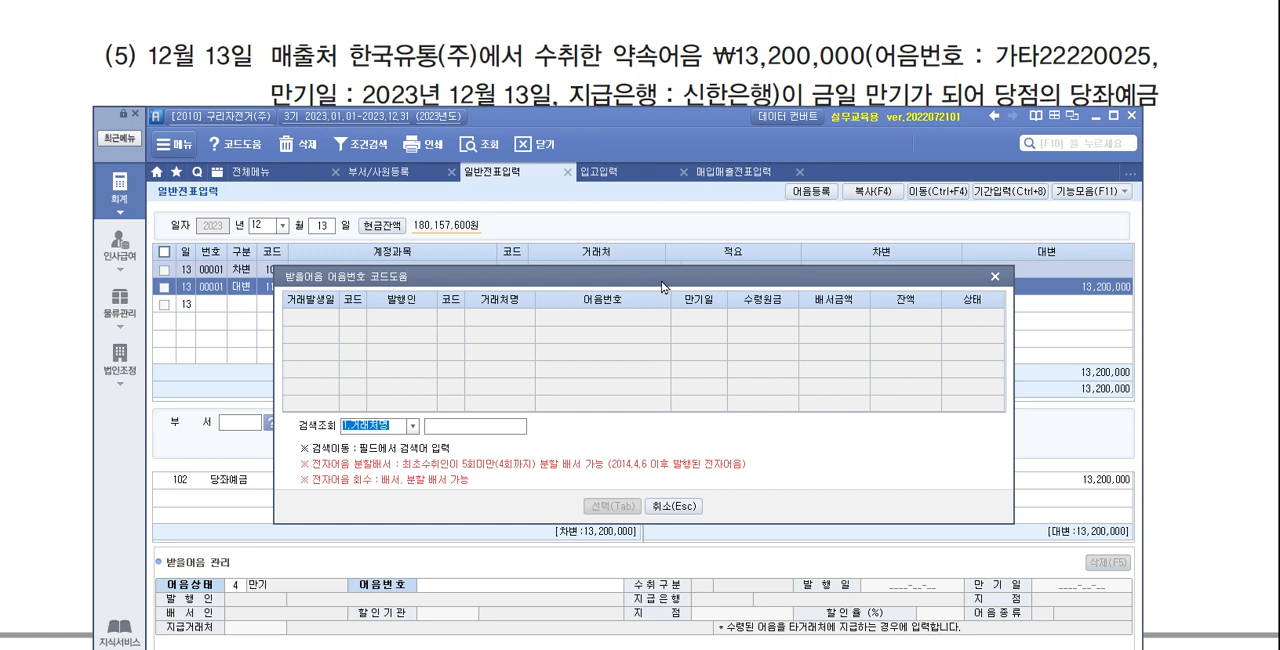 (5) 12월 13일 매출처 한국유통(주)에서 수취한 약속어음 ₩13,200,000(어음번호 : 가타22220025,
만기일 : 2023년 12월 13일, 지급은행 : 신한은행)이 금일 만기가 되어 당점의 당좌예금
A [2010] 구리자전거(주) 3기 2023.01.01~2023.12.31 (2023년도) 데이터 컨버트 실무교육용 ver.2022072101
최근메뉴 메뉴 ? 코드도움 삭제 조건검색 인쇄 조회 닫기 [F10] 을 누르세요
전체메뉴 부서/사원등록 일반전표입력 입고입력 매입매출전표입력 ...
회계 일반전표입력 어음등록 복사(F4) 이동(Ctrl+F4) 기간입력(Ctrl+8) 기능모음(F11)
일자 2023 년 12 월 13 일 현금잔액 180,157,600원
인사급여
일 번호 구분 코드 계정과목 코드 거래처 적요 차변 대변
13 00001 차변 10
13 00001 대변 11 13,200,000
13
받을어음 어음번호 코드도움
거래발생일 코드 발행인 코드 거래처명 어음번호 만기일 수령원금 배서금액 잔액 상태
물류관리
법인조정
13,200,000
13,200,000
검색조회 1.거래처명
※ 검색이동 : 필드에서 검색어 입력
※ 전자어음 분할배서 : 최초수취인이 5회미만(4회까지) 분할 배서 가능 (2014.4.6 이후 발행된 전자어음)
※ 전자어음 회수 : 배서, 분할 배서 가능
선택(Tab) 취소(Esc)
부 서 ?
102 당좌예금 13,200,000
[차변:13,200,000] [대변:13,200,000]
받을어음 관리 삭제(F5)
어음상태 4 만기 어음번호 수취구분 발행일 ____-__-__ 만기일 ____-__-__
발행인 지급은행 지점
배서인 할인기관 지점 할인율(%) 어음종류
지급거래처 * 수령된 어음을 타거래처에 지급하는 경우에 입력합니다.
지식서비스